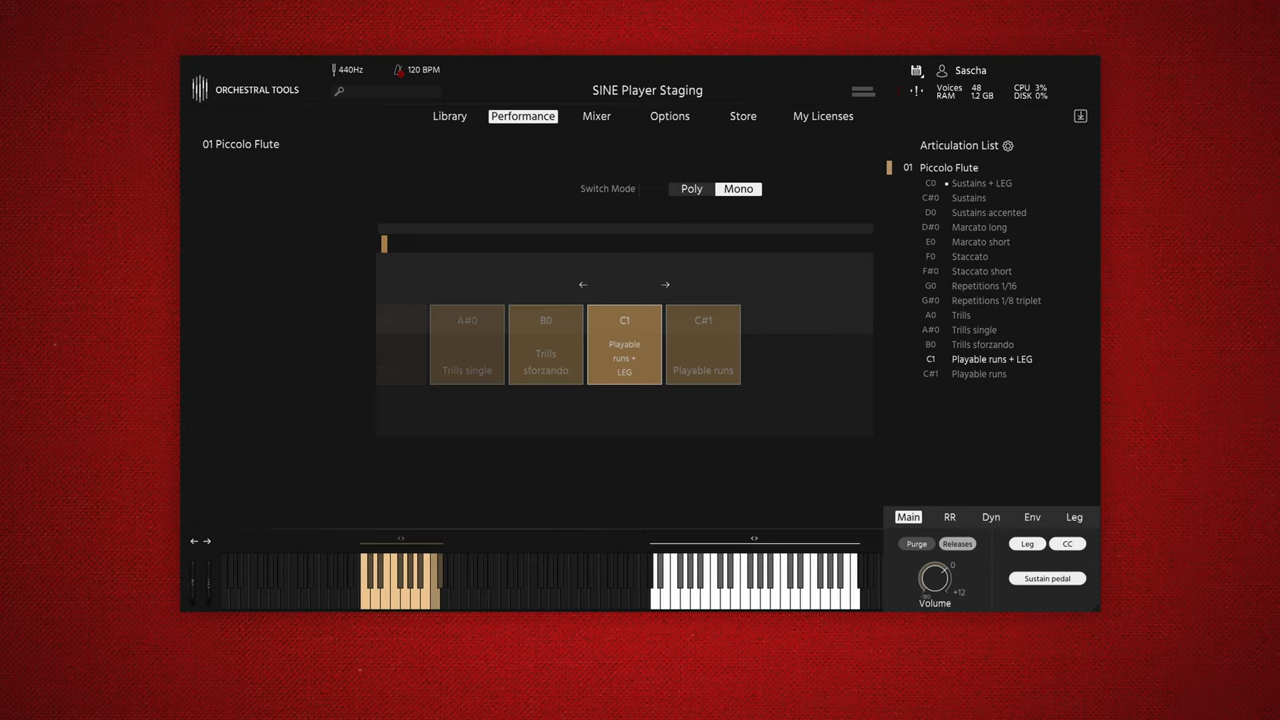 440Hz
120 BPM
ORCHESTRAL TOOLS
SINE Player Staging
Sascha
Voices 48
RAM 1.2 GB
CPU 3%
DISK 0%
Library
Performance
Mixer
Options
Store
My Licenses
01 Piccolo Flute
Switch Mode
Poly
Mono
A#0
Trills single
B0
Trills
sforzando
C1
Playable
runs +
LEG
C#1
Playable runs
Articulation List
01 Piccolo Flute
C0 Sustains + LEG
C#0 Sustains
D0 Sustains accented
D#0 Marcato long
E0 Marcato short
F0 Staccato
F#0 Staccato short
G0 Repetitions 1/16
G#0 Repetitions 1/8 triplet
A0 Trills
A#0 Trills single
B0 Trills sforzando
C1 Playable runs + LEG
C#1 Playable runs
Main
RR
Dyn
Env
Leg
Purge
Releases
Leg
CC
0
+12
Volume
Sustain pedal